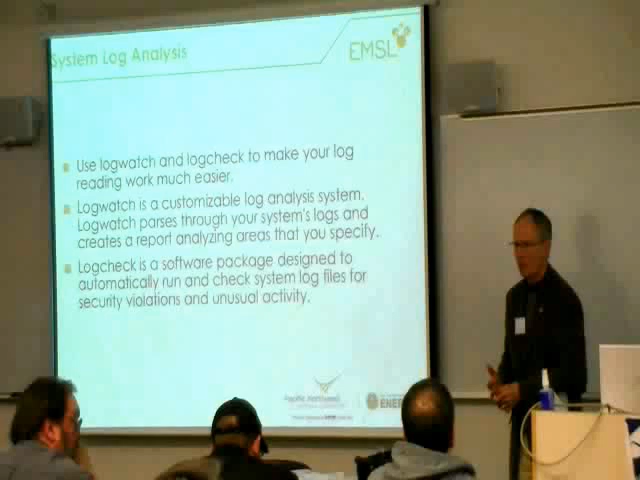 System Log Analysis
EMSL
Use logwatch and logcheck to make your log
reading work much easier.
Logwatch is a customizable log analysis system.
Logwatch parses through your system's logs and
creates a report analyzing areas that you specify.
Logcheck is a software package designed to
automatically run and check system log files for
security violations and unusual activity.
Pacific Northwest